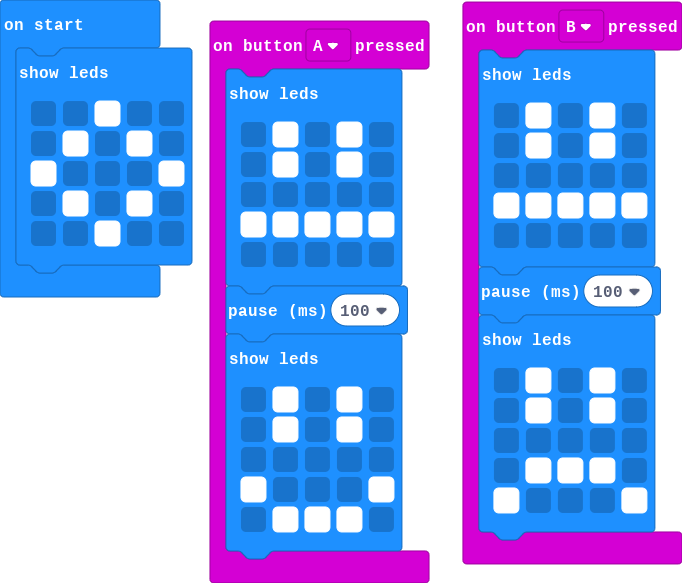 on start
show leds
on button A pressed
show leds
pause (ms) 100
show leds
on button B pressed
show leds
pause (ms) 100
show leds